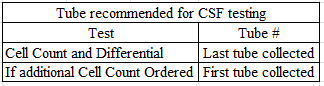 Tube recommended for CSF testing
Test Tube #
Cell Count and Differential Last tube collected
If additional Cell Count Ordered First tube collected